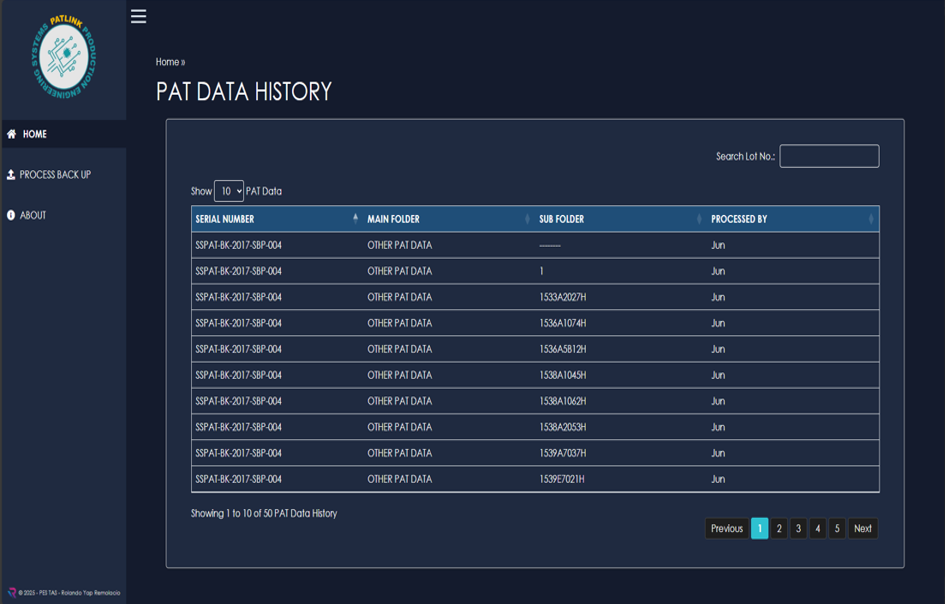 PATLINK PRODUCTION ENGINEERING SYSTEMS
Home »
PAT DATA HISTORY
HOME
PROCESS BACK UP
ABOUT
Search Lot No.:
Show 10 PAT Data
SERIAL NUMBER MAIN FOLDER SUB FOLDER PROCESSED BY
SSPAT-BK-2017-SBP-004 OTHER PAT DATA -------- Jun
SSPAT-BK-2017-SBP-004 OTHER PAT DATA 1 Jun
SSPAT-BK-2017-SBP-004 OTHER PAT DATA 1533A2027H Jun
SSPAT-BK-2017-SBP-004 OTHER PAT DATA 1536A1074H Jun
SSPAT-BK-2017-SBP-004 OTHER PAT DATA 1536A5812H Jun
SSPAT-BK-2017-SBP-004 OTHER PAT DATA 1538A1045H Jun
SSPAT-BK-2017-SBP-004 OTHER PAT DATA 1538A1062H Jun
SSPAT-BK-2017-SBP-004 OTHER PAT DATA 1538A2053H Jun
SSPAT-BK-2017-SBP-004 OTHER PAT DATA 1539A7037H Jun
SSPAT-BK-2017-SBP-004 OTHER PAT DATA 1539E7021H Jun
Showing 1 to 10 of 50 PAT Data History
Previous 1 2 3 4 5 Next
© 2025 - PES TAS - Rolando Yap Remolacio